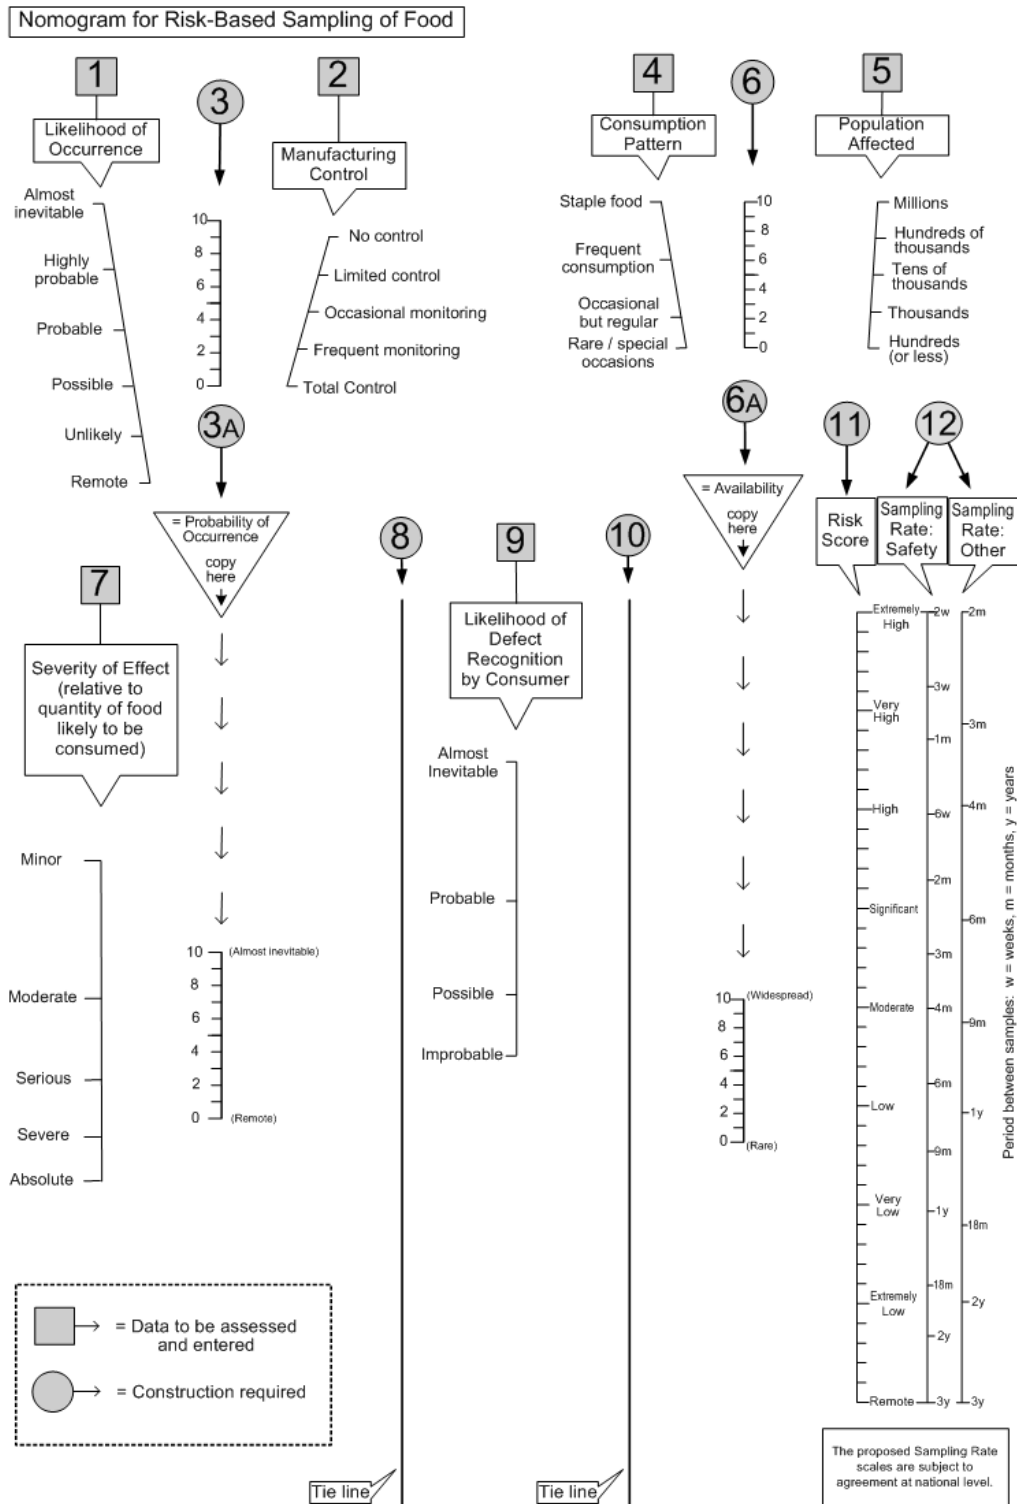 Nomogram for Risk-Based Sampling of Food
1
Likelihood of
Occurrence
Almost
inevitable
Highly
probable
Probable
Possible
Unlikely
Remote
3
10
8
6
4
2
0
2
Manufacturing
Control
No control
Limited control
Occasional monitoring
Frequent monitoring
Total Control
4
Consumption
Pattern
Staple food
Frequent
consumption
Occasional
but regular
Rare / special
occasions
6
10
8
6
4
2
0
5
Population
Affected
Millions
Hundreds of
thousands
Tens of
thousands
Thousands
Hundreds
(or less)
3A
= Probability of
Occurrence
copy
here
10 (Almost inevitable)
8
6
4
2
0 (Remote)
6A
= Availability
copy
here
10 (Widespread)
8
6
4
2
0 (Rare)
7
Severity of Effect
(relative to
quantity of food
likely to be
consumed)
Minor
Moderate
Serious
Severe
Absolute
8
Tie line
9
Likelihood of
Defect
Recognition
by Consumer
Almost
Inevitable
Probable
Possible
Improbable
10
Tie line
11
Risk
Score
Extremely
High
Very
High
High
Significant
Moderate
Low
Very
Low
Extremely
Low
Remote
12
Sampling
Rate:
Safety
2w
3w
1m
6w
2m
3m
4m
6m
9m
1y
18m
2y
3y
Sampling
Rate:
Other
2m
3m
4m
6m
9m
1y
18m
2y
3y
Period between samples: w = weeks, m = months, y = years
= Data to be assessed
and entered
= Construction required
The proposed Sampling Rate
scales are subject to
agreement at national level.